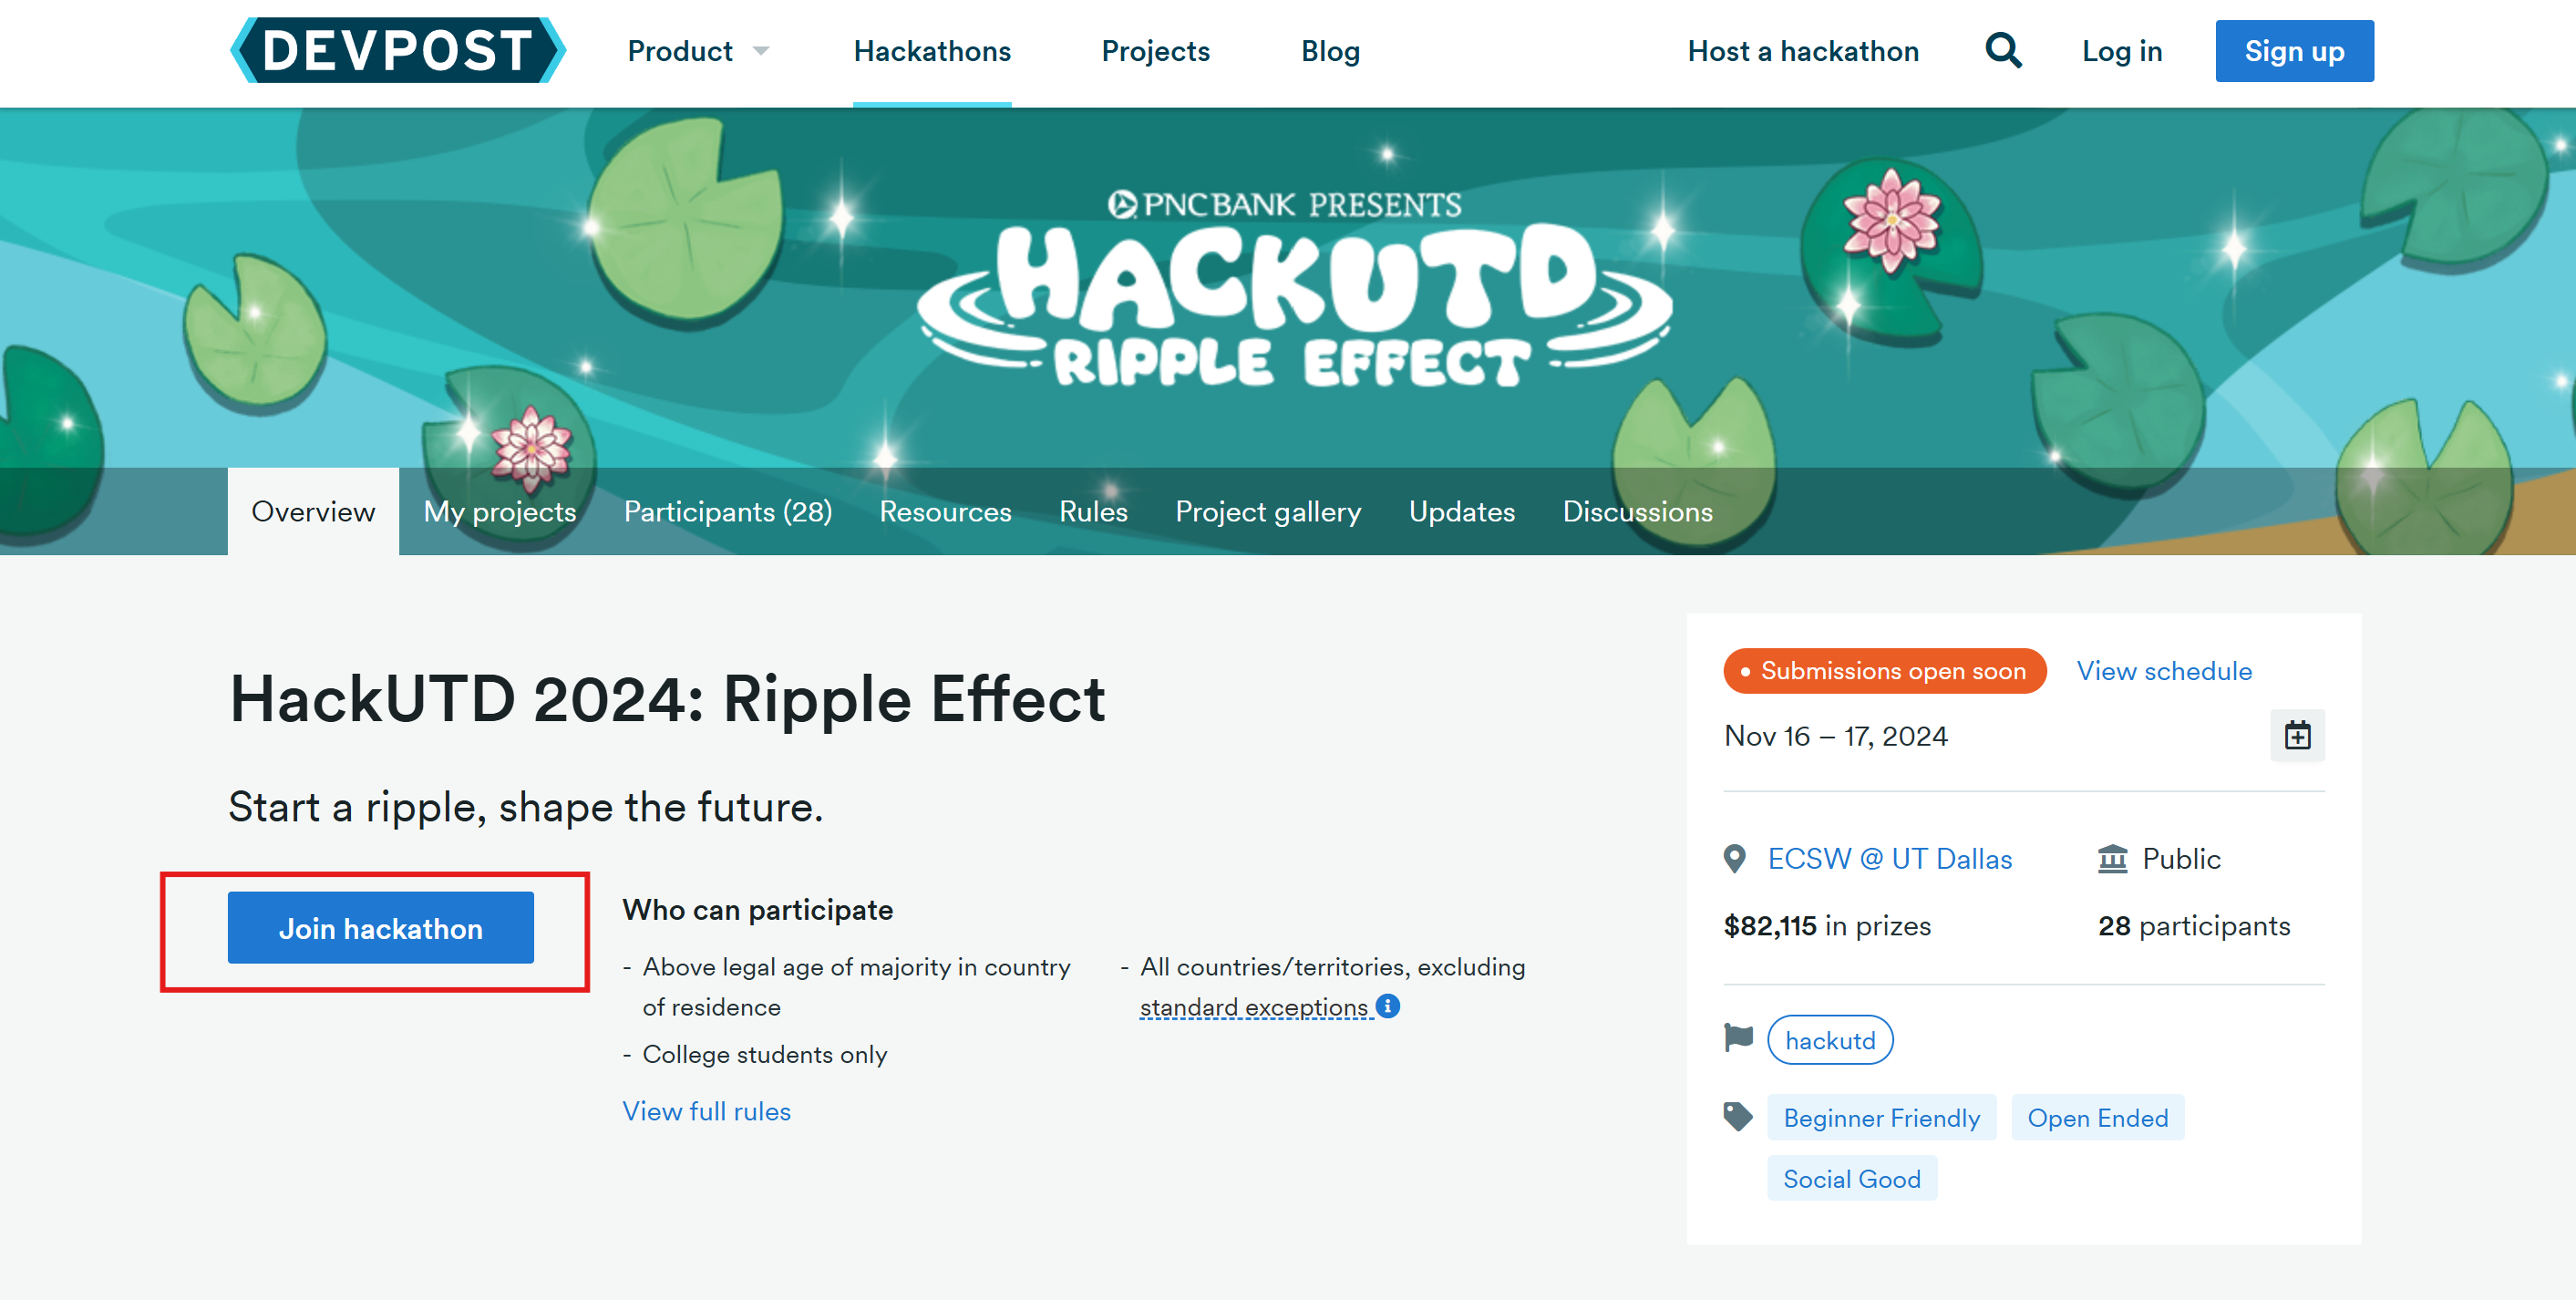 DEVPOST
Product
Hackathons
Projects
Blog
Host a hackathon
Log in
Sign up
PNC BANK PRESENTS
HACKUTD
RIPPLE EFFECT
Overview
My projects
Participants (28)
Resources
Rules
Project gallery
Updates
Discussions
HackUTD 2024: Ripple Effect
Start a ripple, shape the future.
Join hackathon
Who can participate
- Above legal age of majority in country
of residence
- College students only
- All countries/territories, excluding
standard exceptions
View full rules
Submissions open soon
View schedule
Nov 16 – 17, 2024
ECSW @ UT Dallas
Public
$82,115 in prizes
28 participants
hackutd
Beginner Friendly
Open Ended
Social Good